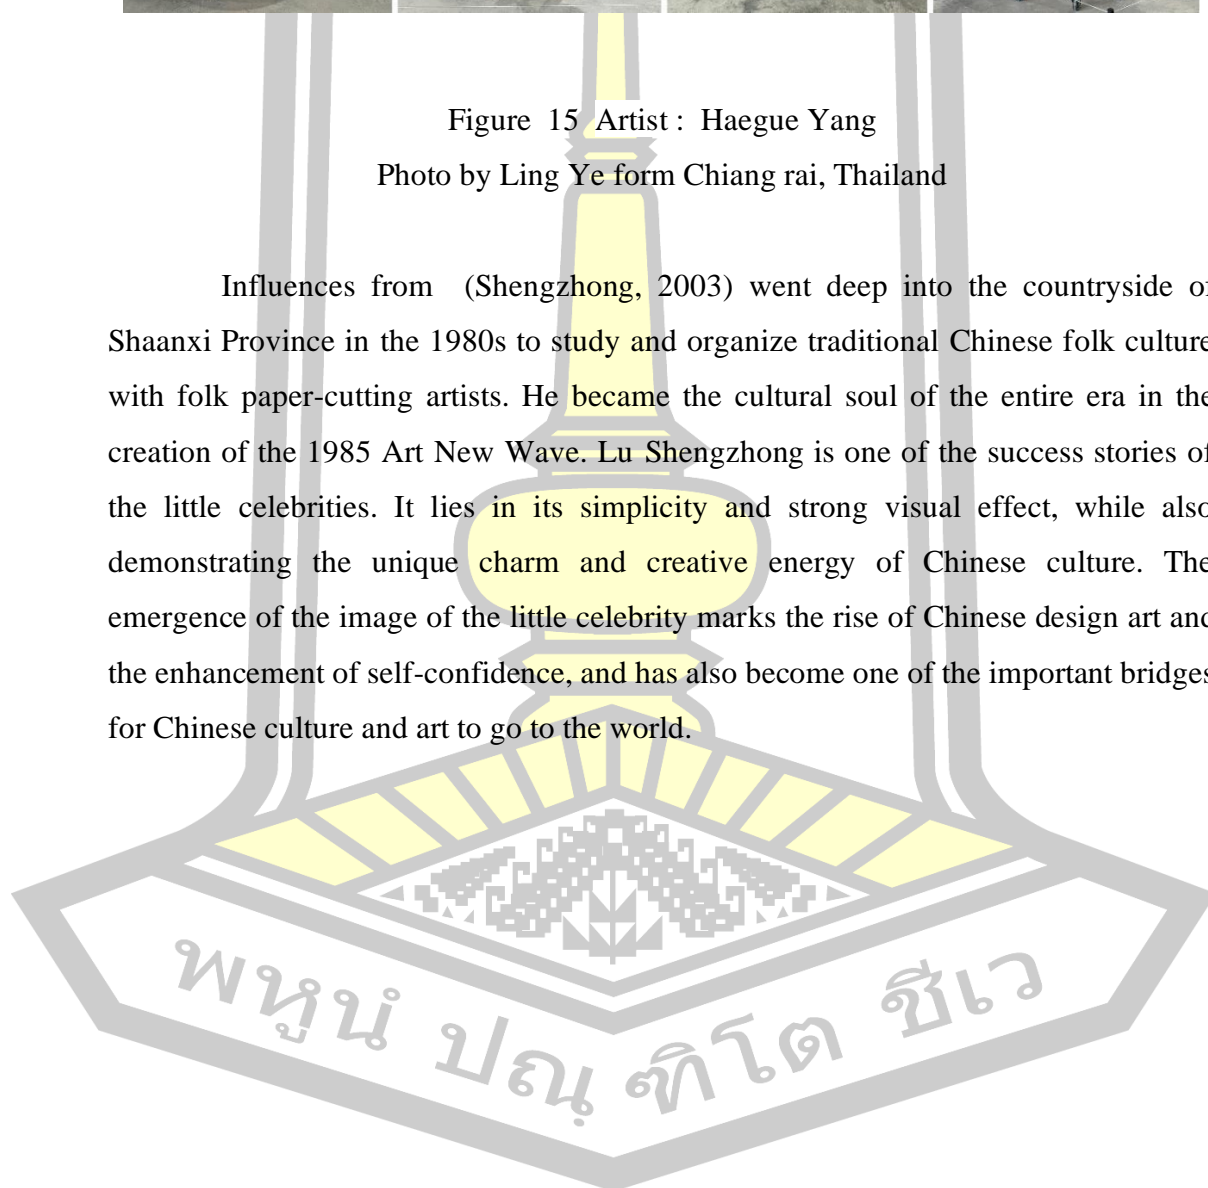 Figure 15 Artist : Haegue Yang
Photo by Ling Ye form Chiang rai, Thailand
Influences from (Shengzhong, 2003) went deep into the countryside of
Shaanxi Province in the 1980s to study and organize traditional Chinese folk culture
with folk paper-cutting artists. He became the cultural soul of the entire era in the
creation of the 1985 Art New Wave. Lu Shengzhong is one of the success stories of
the little celebrities. It lies in its simplicity and strong visual effect, while also
demonstrating the unique charm and creative energy of Chinese culture. The
emergence of the image of the little celebrity marks the rise of Chinese design art and
the enhancement of self-confidence, and has also become one of the important bridges
for Chinese culture and art to go to the world.
พหูนํ ปณฺฑิโต ชีเว